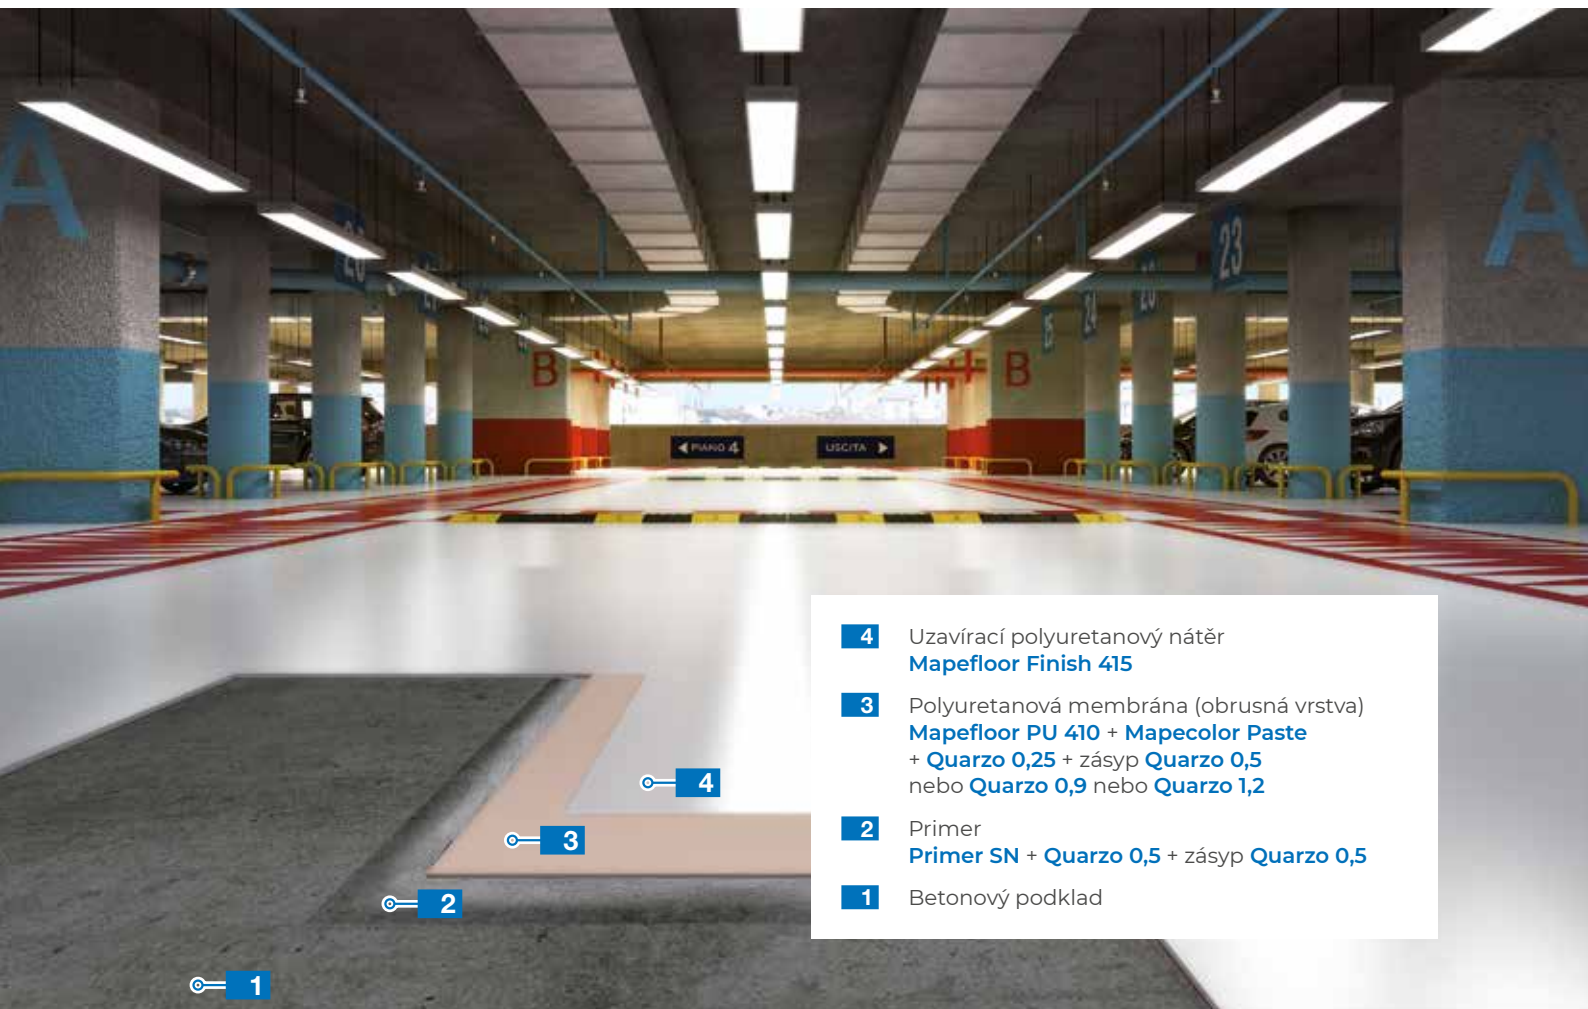 A
A
23
24
25
B
B
PIANO 4
USCITA
4 Uzavírací polyuretanový nátěr
Mapefloor Finish 415
3 Polyuretanová membrána (obrusná vrstva)
Mapefloor PU 410 + Mapecolor Paste
+ Quarzo 0,25 + zásyp Quarzo 0,5
nebo Quarzo 0,9 nebo Quarzo 1,2
2 Primer
Primer SN + Quarzo 0,5 + zásyp Quarzo 0,5
1 Betonový podklad
4
3
2
1